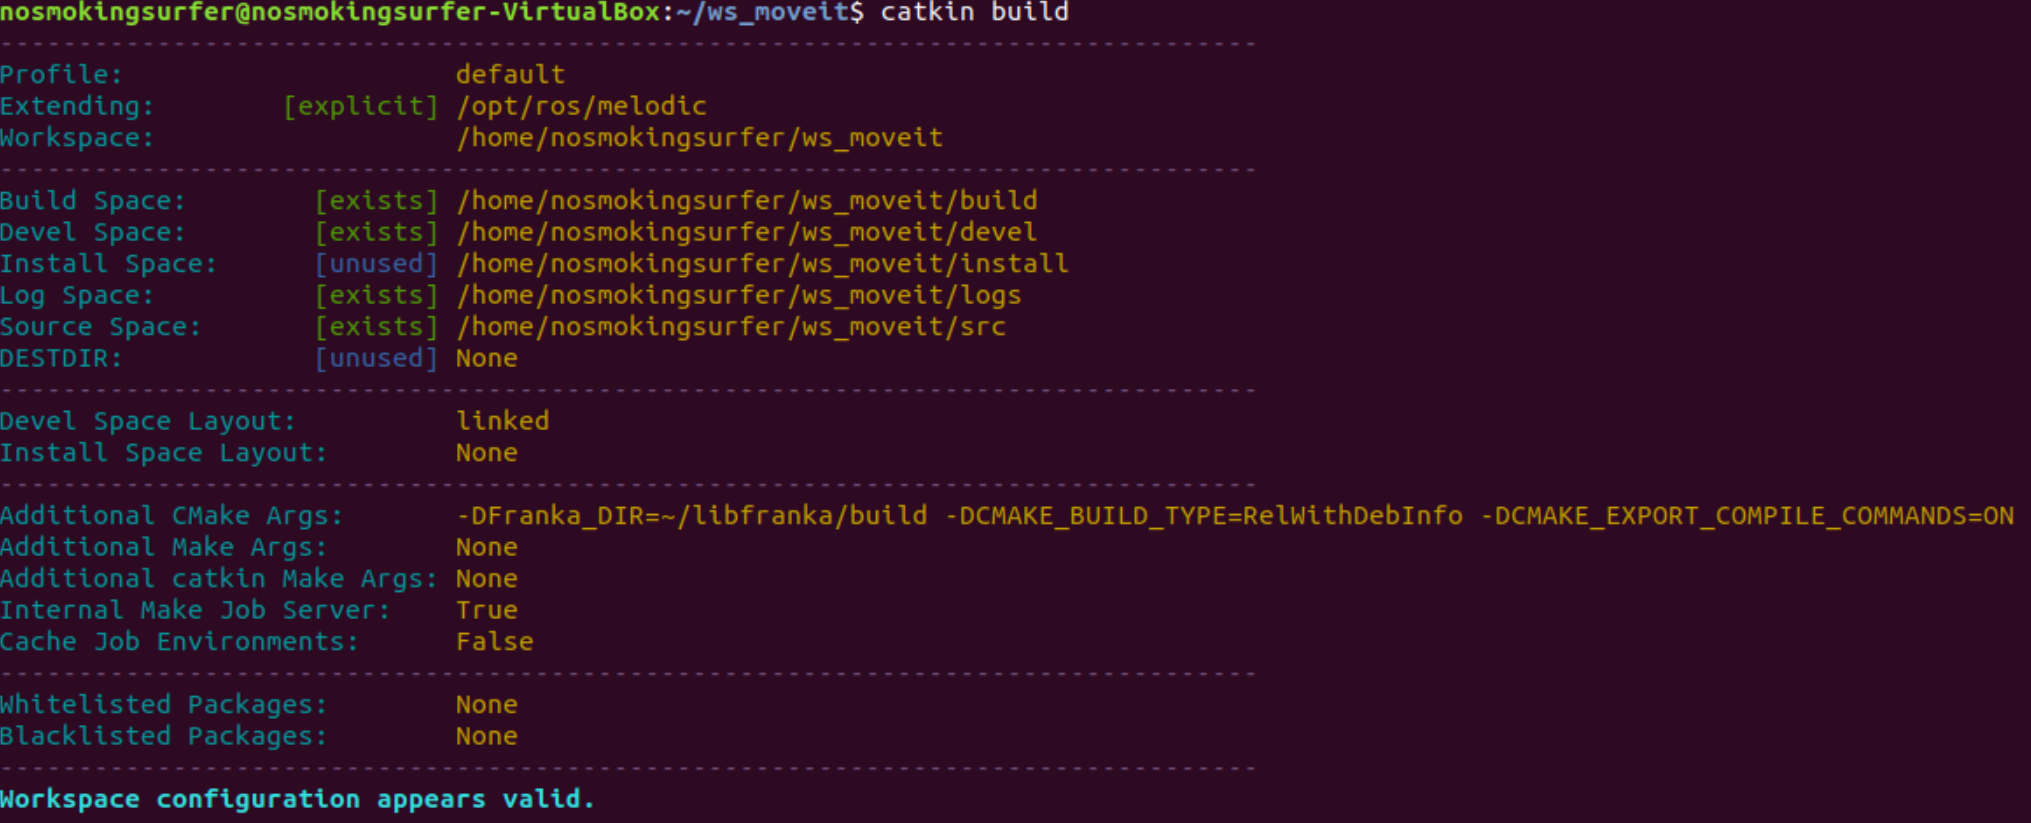 nosmokingsurfer@nosmokingsurfer-VirtualBox:~/ws_moveit$ catkin build
--------------------------------------------------------------------------------
Profile:                     default
Extending:        [explicit] /opt/ros/melodic
Workspace:                   /home/nosmokingsurfer/ws_moveit
--------------------------------------------------------------------------------
Build Space:        [exists] /home/nosmokingsurfer/ws_moveit/build
Devel Space:        [exists] /home/nosmokingsurfer/ws_moveit/devel
Install Space:      [unused] /home/nosmokingsurfer/ws_moveit/install
Log Space:          [exists] /home/nosmokingsurfer/ws_moveit/logs
Source Space:       [exists] /home/nosmokingsurfer/ws_moveit/src
DESTDIR:            [unused] None
--------------------------------------------------------------------------------
Devel Space Layout:          linked
Install Space Layout:        None
--------------------------------------------------------------------------------
Additional CMake Args:       -DFranka_DIR=~/libfranka/build -DCMAKE_BUILD_TYPE=RelWithDebInfo -DCMAKE_EXPORT_COMPILE_COMMANDS=ON
Additional Make Args:        None
Additional catkin Make Args: None
Internal Make Job Server:    True
Cache Job Environments:      False
--------------------------------------------------------------------------------
Whitelisted Packages:        None
Blacklisted Packages:        None
--------------------------------------------------------------------------------
Workspace configuration appears valid.